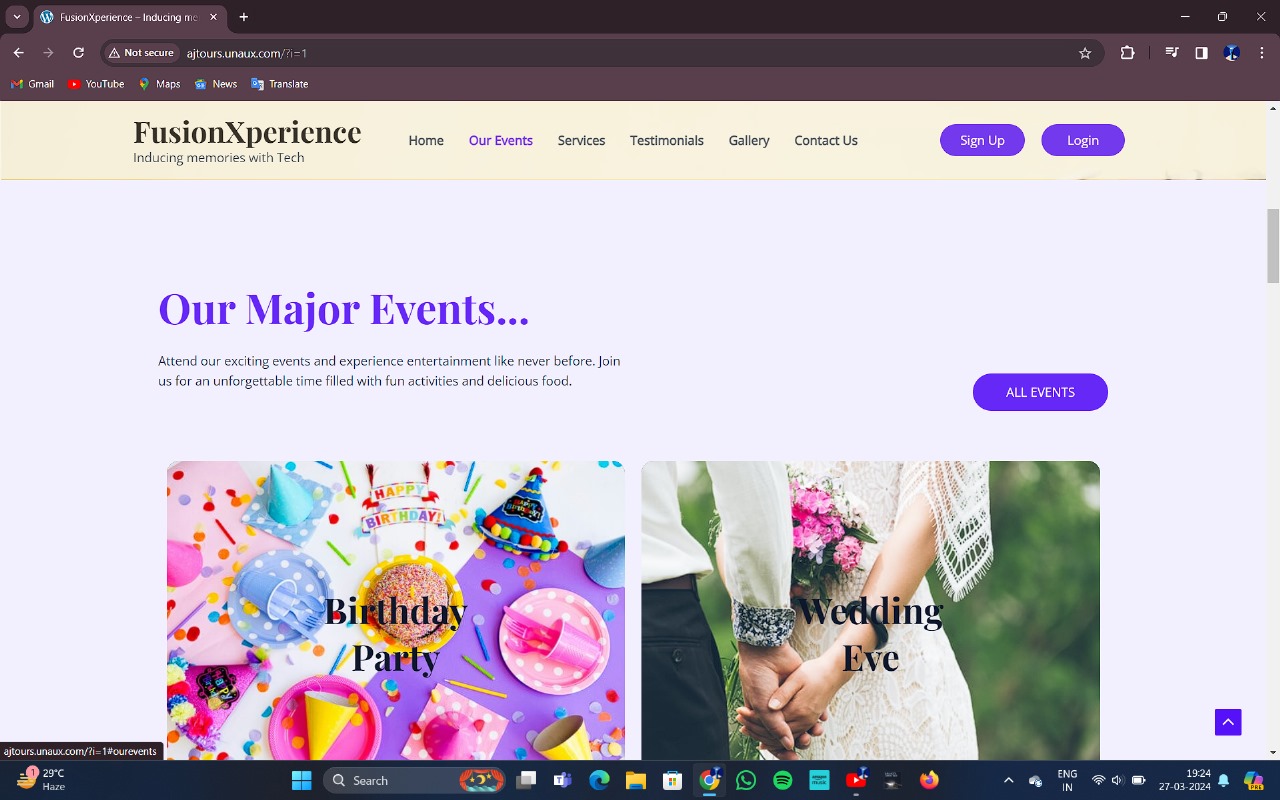 FusionXperience – Inducing me
Not secure
ajtours.unaux.com/?i=1
Gmail
YouTube
Maps
News
Translate
FusionXperience
Inducing memories with Tech
Home
Our Events
Services
Testimonials
Gallery
Contact Us
Sign Up
Login
Our Major Events...
Attend our exciting events and experience entertainment like never before. Join
us for an unforgettable time filled with fun activities and delicious food.
ALL EVENTS
HAPPY
BIRTHDAY!
Birthday
Party
Wedding
Eve
ajtours.unaux.com/?i=1#ourevents
1
29°C
Haze
Search
ENG
IN
19:24
27-03-2024
PRE